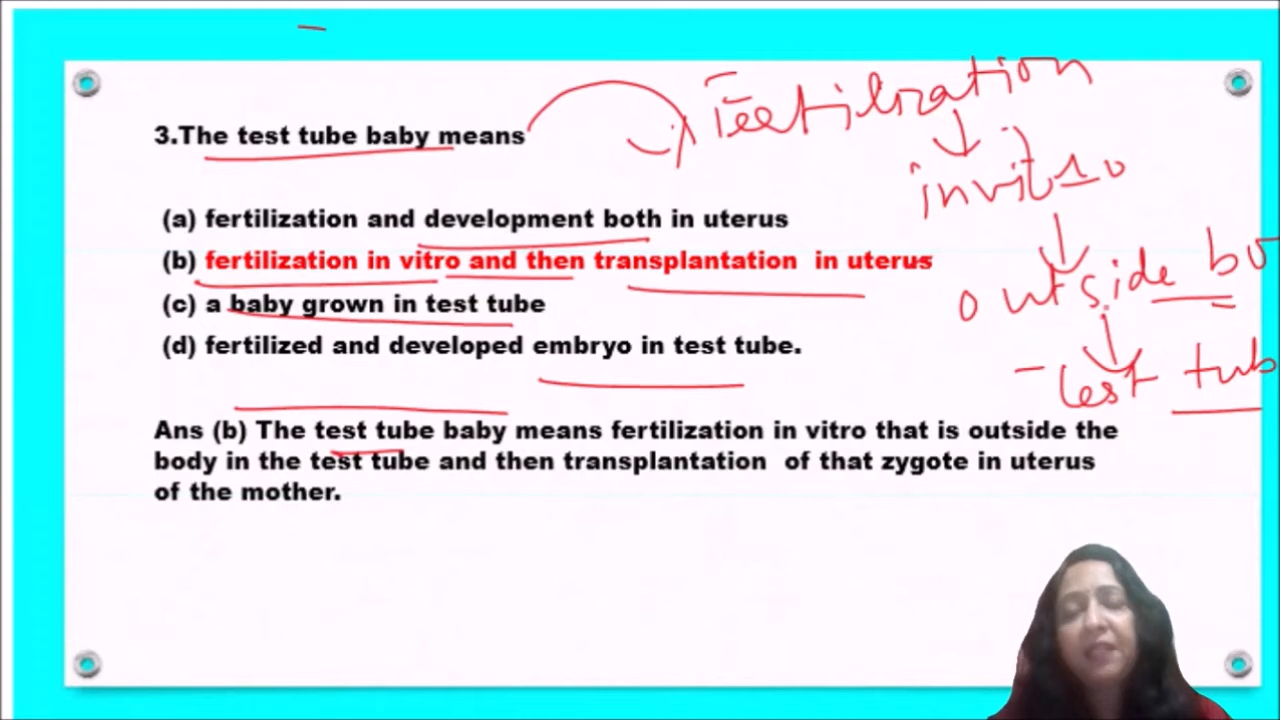 3.The test tube baby means
(a) fertilization and development both in uterus
(b) fertilization in vitro and then transplantation in uterus
(c) a baby grown in test tube
(d) fertilized and developed embryo in test tube.
Ans (b) The test tube baby means fertilization in vitro that is outside the
body in the test tube and then transplantation of that zygote in uterus
of the mother.
Fertilization
invitro
outside bo
test tub